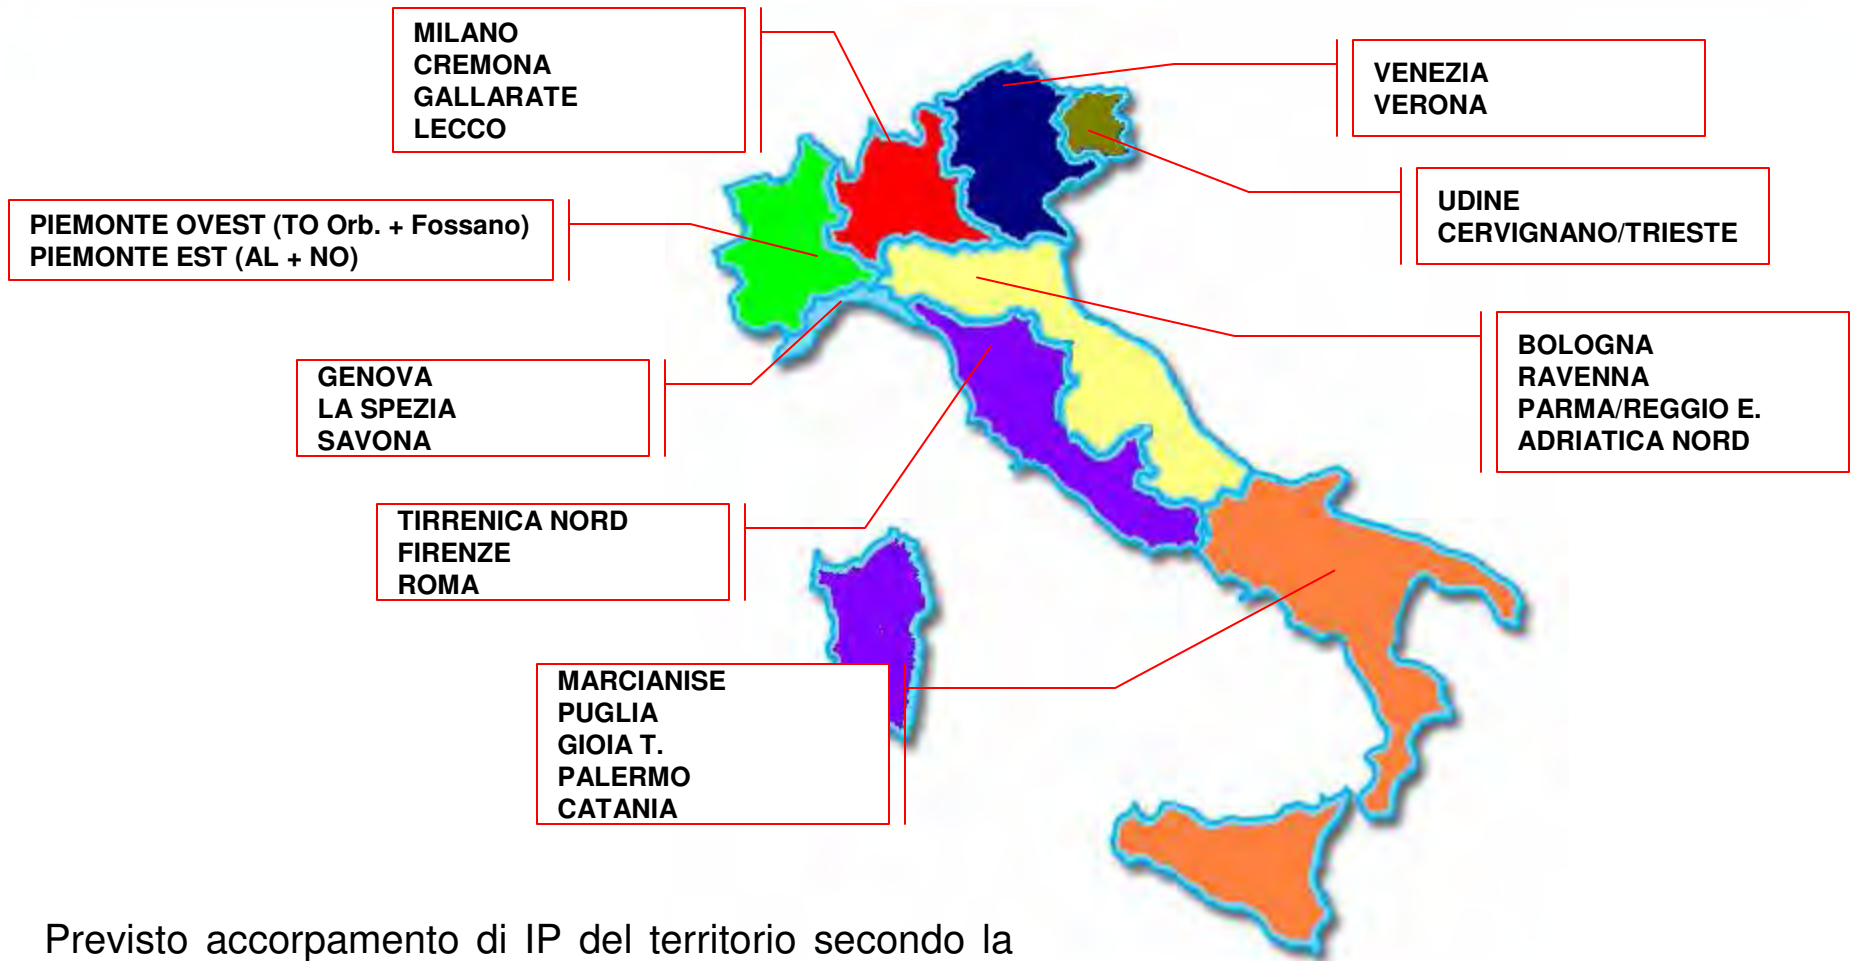 MILANO
CREMONA
GALLARATE
LECCO
VENEZIA
VERONA
UDINE
CERVIGNANO/TRIESTE
PIEMONTE OVEST (TO Orb. + Fossano)
PIEMONTE EST (AL + NO)
BOLOGNA
RAVENNA
PARMA/REGGIO E.
ADRIATICA NORD
GENOVA
LA SPEZIA
SAVONA
TIRRENICA NORD
FIRENZE
ROMA
MARCIANISE
PUGLIA
GIOIA T.
PALERMO
CATANIA
Previsto accorpamento di IP del territorio secondo la